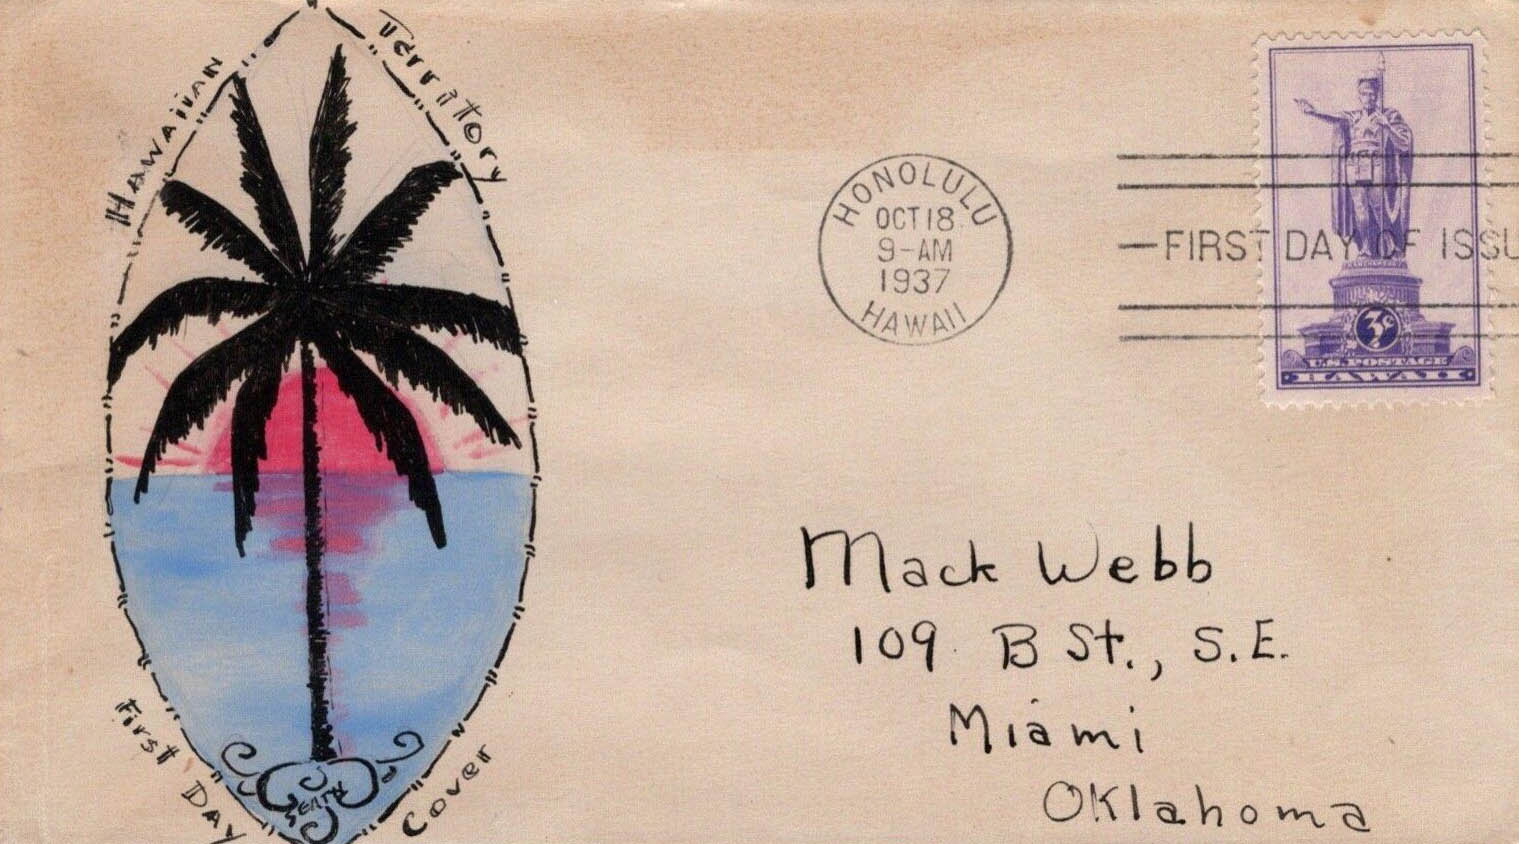 HAWAIIAN Territory
First DAY Cover
HONOLULU
OCT 18
9-AM
1937
HAWAII
—FIRST DAY OF ISSU
3¢
U.S. POSTAGE
HAWAII
Mack Webb
109 B St., S.E.
Miami
Oklahoma